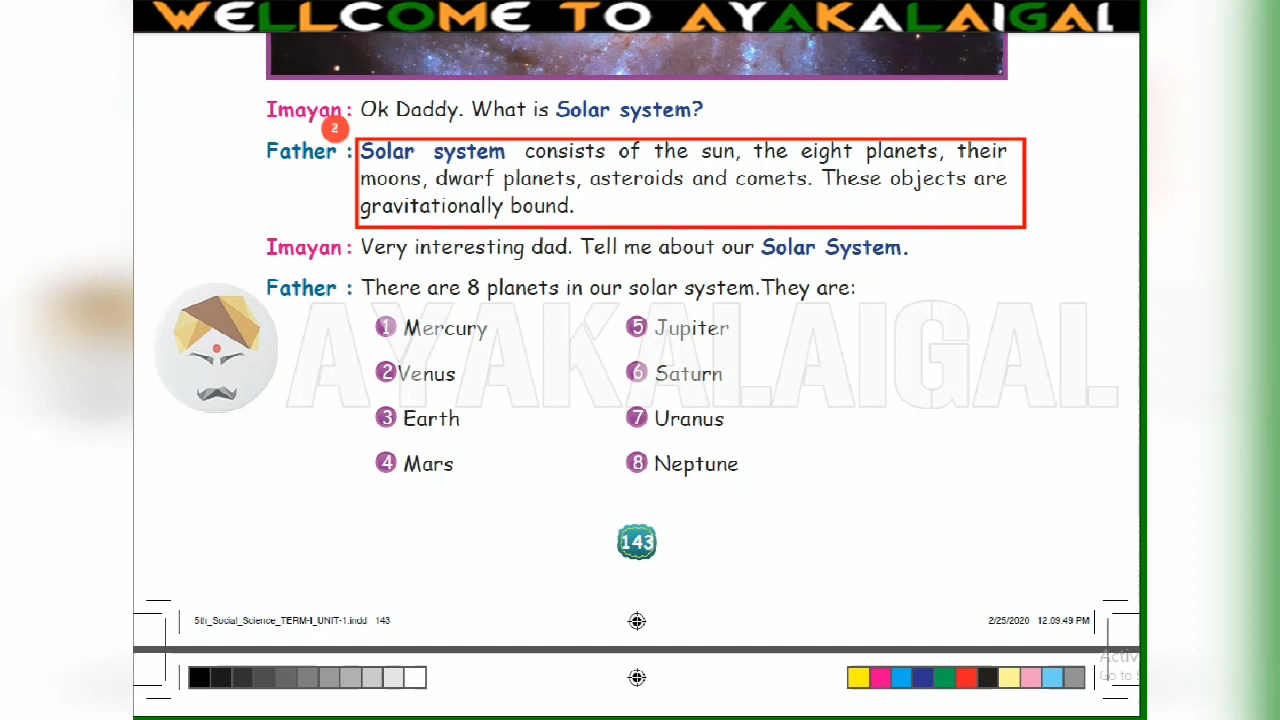 WELLCOME TO AYAKALAIGAL
Imayan : Ok Daddy. What is Solar system?
2
Father : Solar system consists of the sun, the eight planets, their
moons, dwarf planets, asteroids and comets. These objects are
gravitationally bound.
Imayan : Very interesting dad. Tell me about our Solar System.
Father : There are 8 planets in our solar system.They are:
AYAKALAIGAL
1 Mercury
2 Venus
3 Earth
4 Mars
5 Jupiter
6 Saturn
7 Uranus
8 Neptune
143
5th_Social_Science_TERM-I_UNIT-1.indd 143
2/25/2020 12.09.49 PM
Activ
Go to S